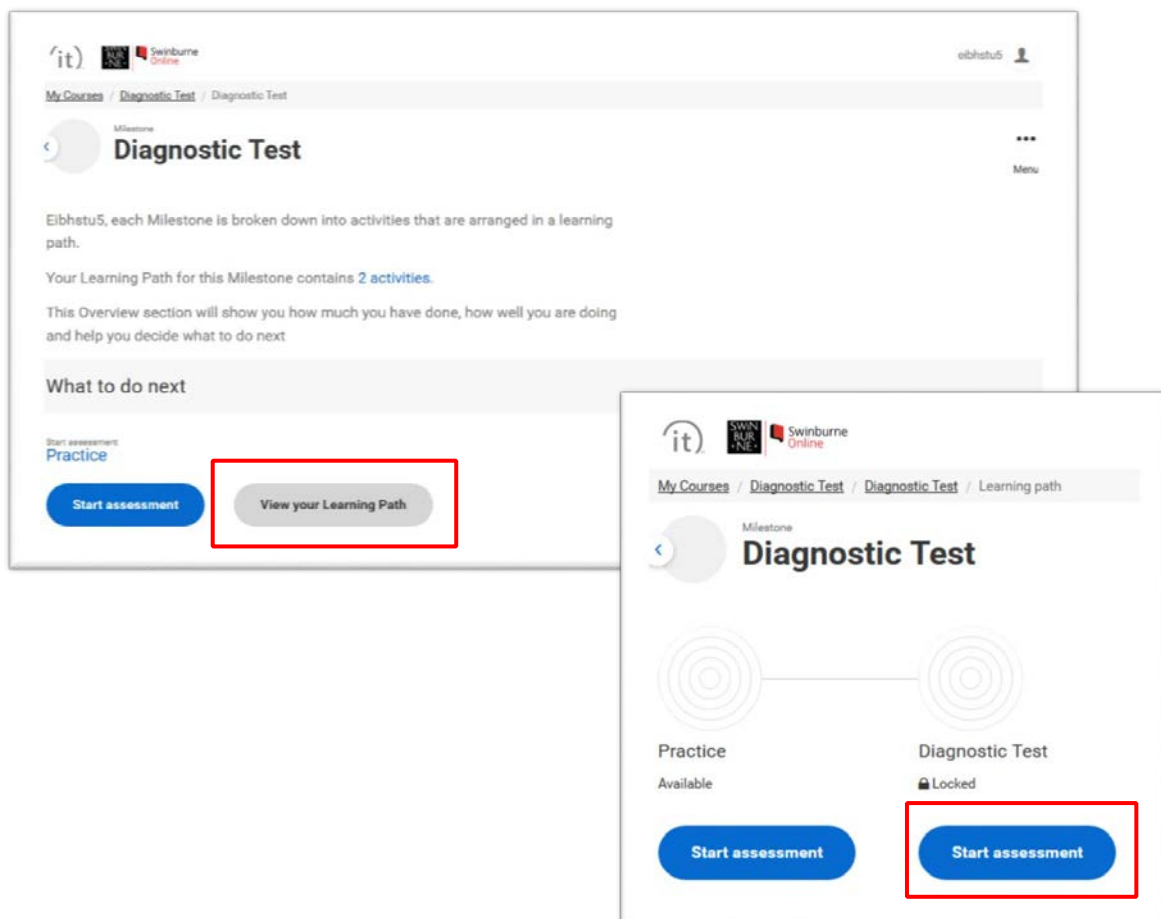 it)
SWIN
BUR
•NE•
Swinburne
Online
eibhstu5
My Courses / Diagnostic Test / Diagnostic Test
Milestone
Diagnostic Test
•••
Menu
Eibhstu5, each Milestone is broken down into activities that are arranged in a learning
path.
Your Learning Path for this Milestone contains 2 activities.
This Overview section will show you how much you have done, how well you are doing
and help you decide what to do next
What to do next
Start assessment
Practice
Start assessment
View your Learning Path
it)
SWIN
BUR
•NE•
Swinburne
Online
My Courses / Diagnostic Test / Diagnostic Test / Learning path
Milestone
Diagnostic Test
Practice
Available
Start assessment
Diagnostic Test
Locked
Start assessment